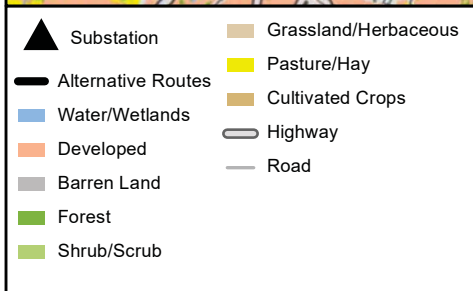 Substation
Alternative Routes
Water/Wetlands
Developed
Barren Land
Forest
Shrub/Scrub
Grassland/Herbaceous
Pasture/Hay
Cultivated Crops
Highway
Road